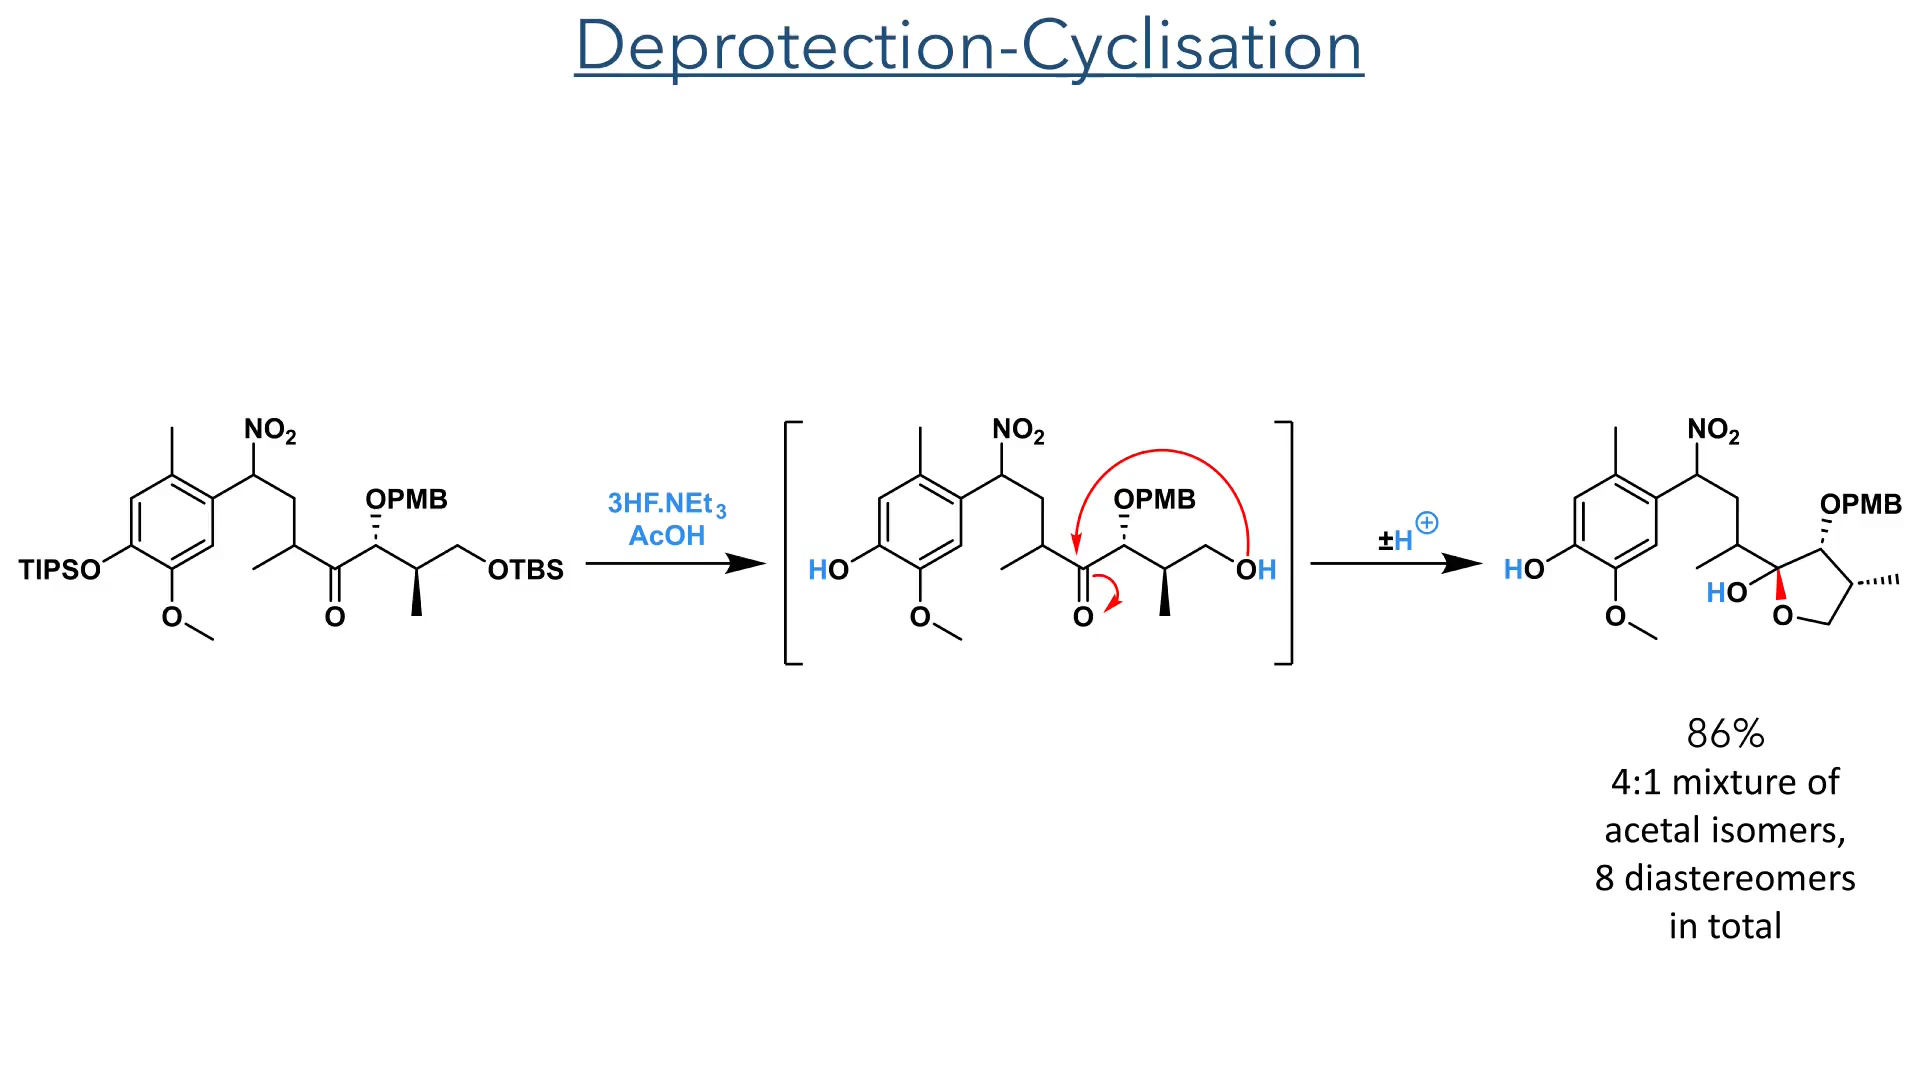 Deprotection-Cyclisation
NO2
OPMB
TIPSO
O
O
OTBS
3HF.NEt3
AcOH
NO2
OPMB
HO
O
O
OH
±H⊕
NO2
OPMB
HO
HO
O
O
86%
4:1 mixture of
acetal isomers,
8 diastereomers
in total